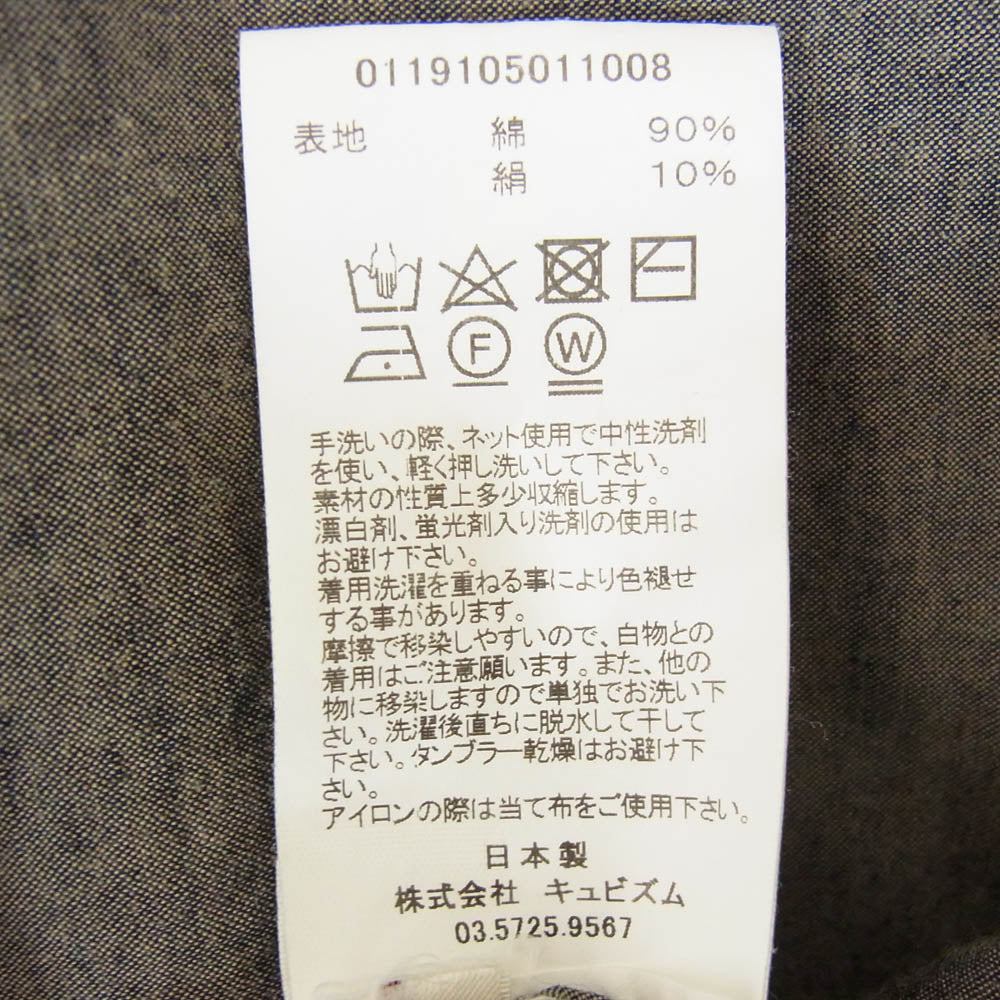 0119105011008
表地 綿 90%
絹 10%
F W
手洗いの際、ネット使用で中性洗剤
を使い、軽く押し洗いして下さい。
素材の性質上多少収縮します。
漂白剤、蛍光剤入り洗剤の使用は
お避け下さい。
着用洗濯を重ねる事により色褪せ
する事があります。
摩擦で移染しやすいので、白物との
着用はご注意願います。また、他の
物に移染しますので単独でお洗い下
さい。洗濯後直ちに脱水して干して
下さい。タンブラー乾燥はお避け下
さい。
アイロンの際は当て布をご使用下さい。
日本製
株式会社 キュビズム
03.5725.9567